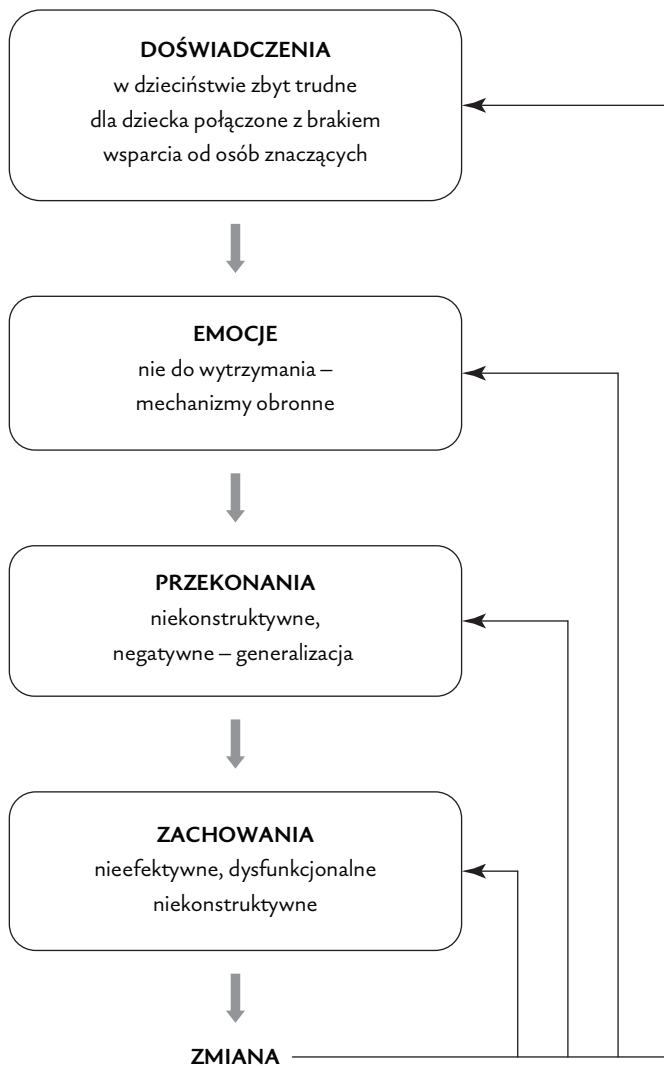 DOŚWIADCZENIA
w dzieciństwie zbyt trudne
dla dziecka połączone z brakiem
wsparcia od osób znaczących
EMOCJE
nie do wytrzymania –
mechanizmy obronne
PRZEKONANIA
niekonstruktywne,
negatywne – generalizacja
ZACHOWANIA
nieefektywne, dysfunkcjonalne
niekonstruktywne
ZMIANA